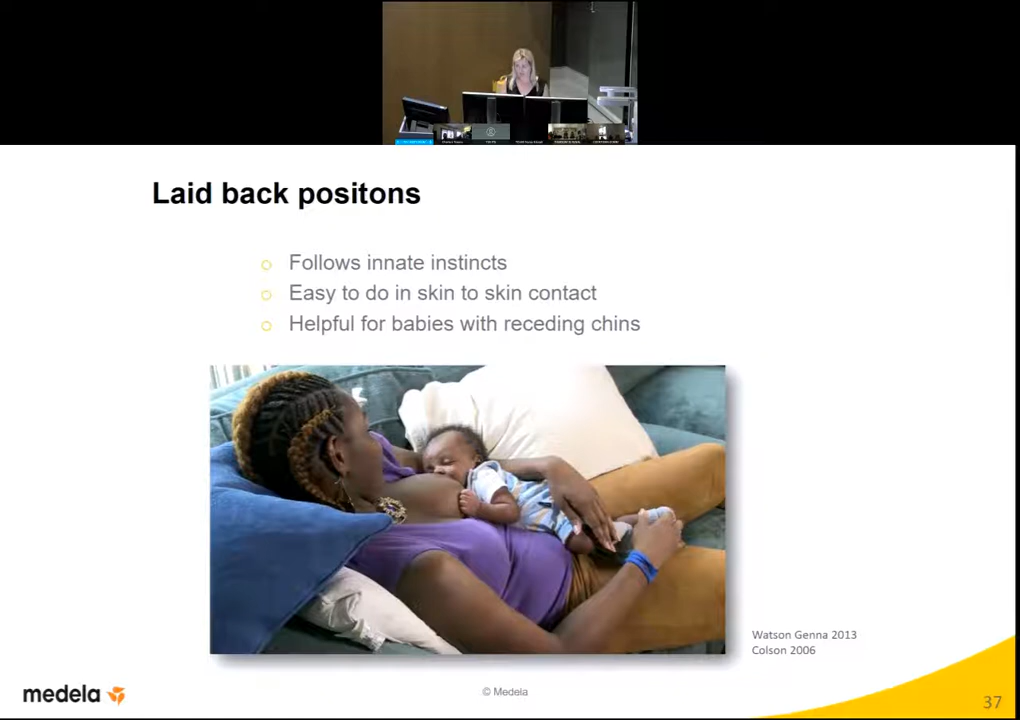 Laid back positons
Follows innate instincts
Easy to do in skin to skin contact
Helpful for babies with receding chins
Watson Genna 2013
Colson 2006
medela
© Medela
37